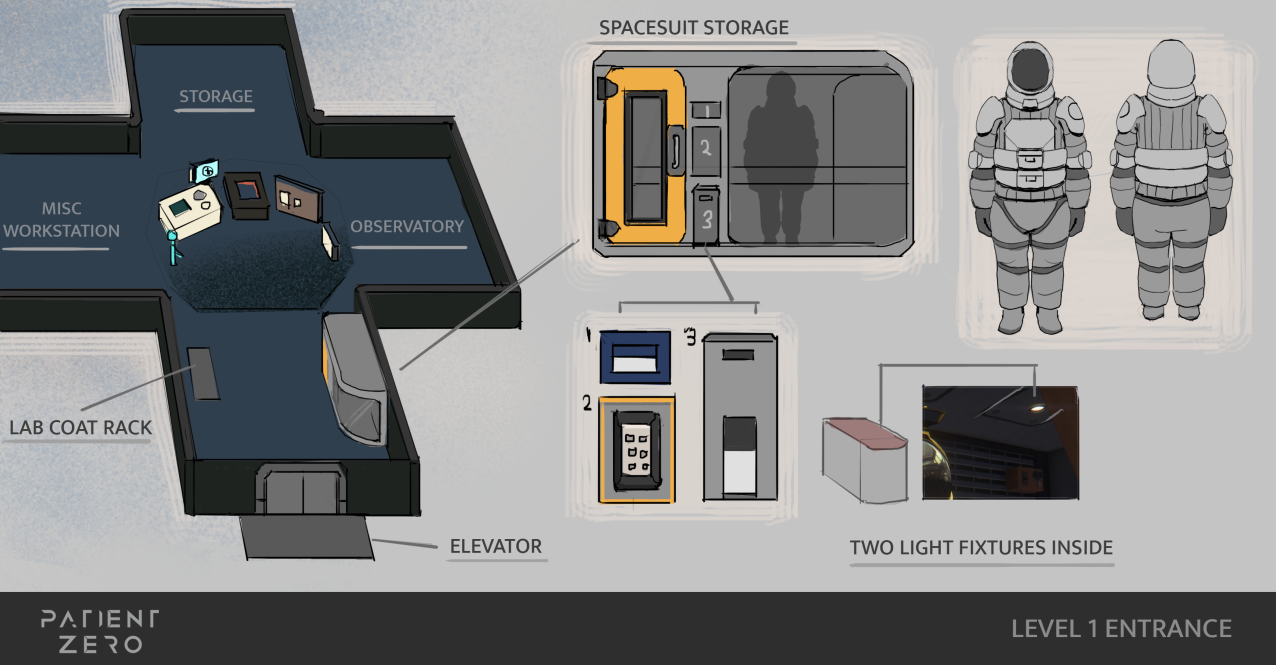 SPACESUIT STORAGE
STORAGE
1
2
3
MISC
WORKSTATION
OBSERVATORY
1
3
2
LAB COAT RACK
ELEVATOR
TWO LIGHT FIXTURES INSIDE
PATIENT
ZERO
LEVEL 1 ENTRANCE